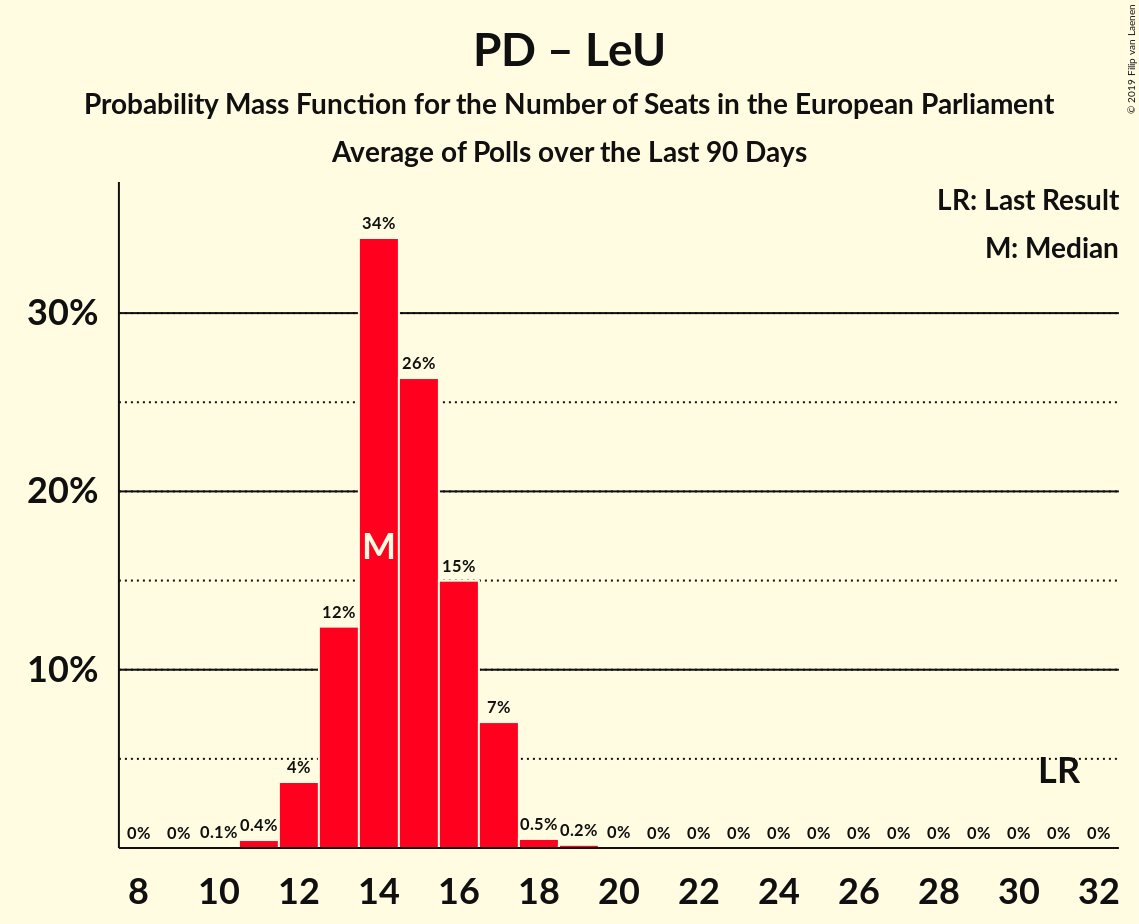 PD – LeU
Probability Mass Function for the Number of Seats in the European Parliament
Average of Polls over the Last 90 Days
© 2019 Filip van Laenen
LR: Last Result
M: Median
34%
30%
26%
20%
M
15%
12%
10%
7%
4%
LR
0% 0% 0.1% 0.4% 0.5% 0.2% 0% 0% 0% 0% 0% 0% 0% 0% 0% 0% 0% 0% 0%
8 10 12 14 16 18 20 22 24 26 28 30 32